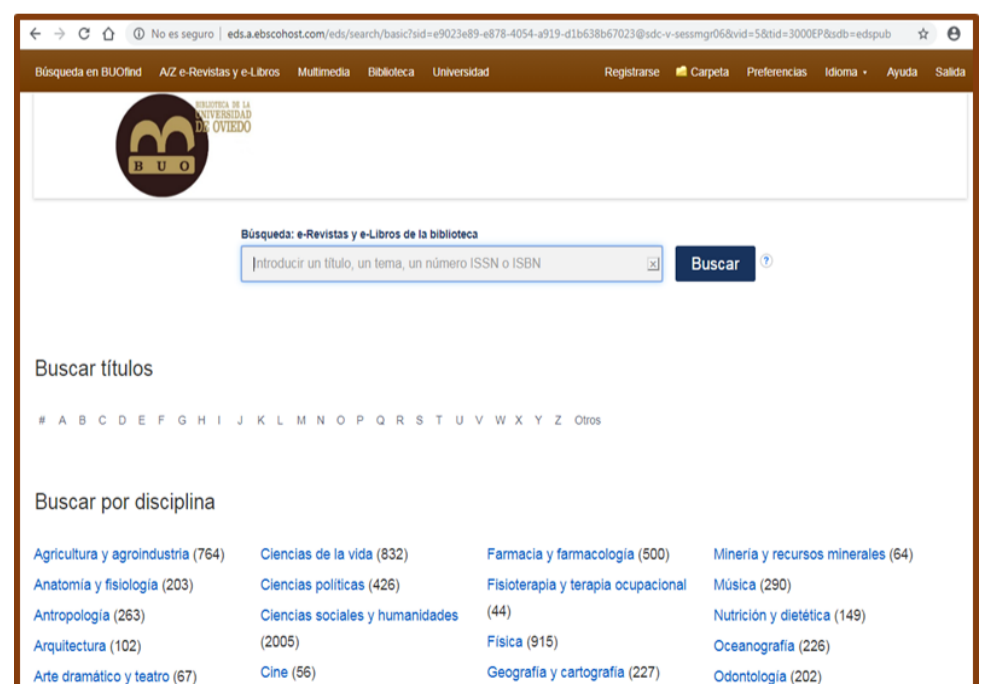 No es seguro | eds.a.ebscohost.com/eds/search/basic?sid=e9023e89-e878-4054-a919-d1b638b67023@sdc-v-sessmgr06&vid=5&tid=3000EP&sdb=edspub
Búsqueda en BUOfind A/Z e-Revistas y e-Libros Multimedia Biblioteca Universidad Registrarse Carpeta Preferencias Idioma Ayuda Salida
BIBLIOTECA DE LA
UNIVERSIDAD
DE OVIEDO
B U O
Búsqueda: e-Revistas y e-Libros de la biblioteca
Introducir un título, un tema, un número ISSN o ISBN
Buscar ?
Buscar títulos
# A B C D E F G H I J K L M N O P Q R S T U V W X Y Z Otros
Buscar por disciplina
Agricultura y agroindustria (764)
Anatomía y fisiología (203)
Antropología (263)
Arquitectura (102)
Arte dramático y teatro (67)
Ciencias de la vida (832)
Ciencias políticas (426)
Ciencias sociales y humanidades
(2005)
Cine (56)
Farmacia y farmacología (500)
Fisioterapia y terapia ocupacional
(44)
Física (915)
Geografía y cartografía (227)
Minería y recursos minerales (64)
Música (290)
Nutrición y dietética (149)
Oceanografía (226)
Odontología (202)